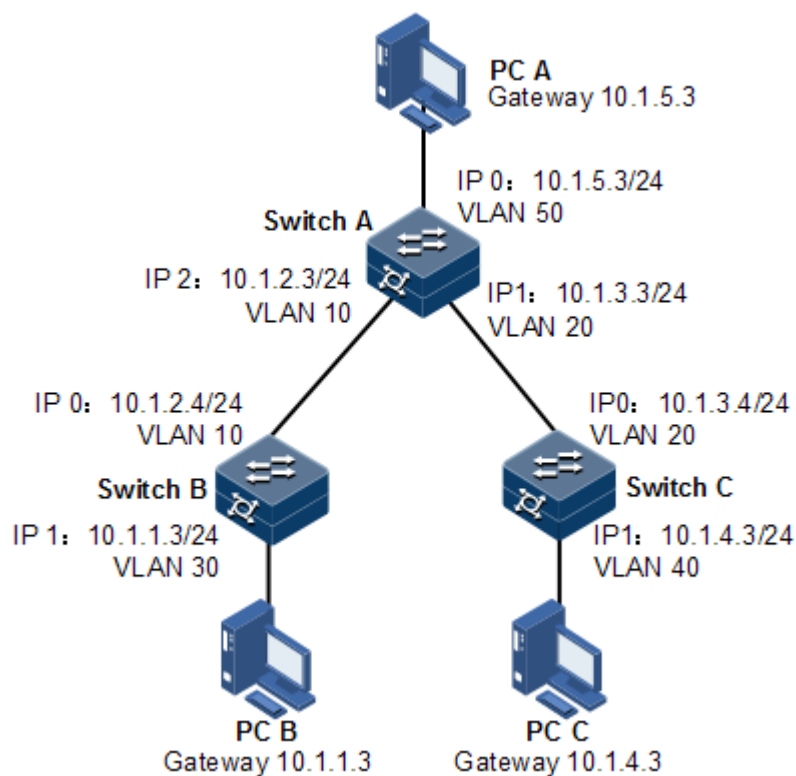 PC A
Gateway 10.1.5.3
IP 0：10.1.5.3/24
VLAN 50
Switch A
IP 2：10.1.2.3/24
VLAN 10
IP1：10.1.3.3/24
VLAN 20
IP 0：10.1.2.4/24
VLAN 10
IP0：10.1.3.4/24
VLAN 20
Switch B
Switch C
IP 1：10.1.1.3/24
VLAN 30
IP1：10.1.4.3/24
VLAN 40
PC B
Gateway 10.1.1.3
PC C
Gateway 10.1.4.3